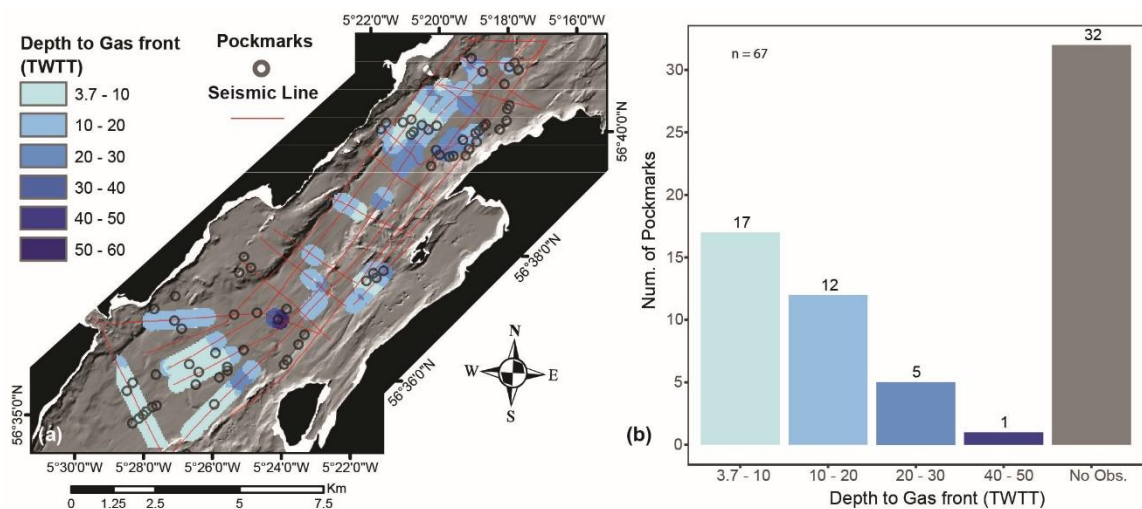 5°22'0"W 5°20'0"W 5°18'0"W 5°16'0"W
Depth to Gas front
(TWTT)
3.7 - 10
10 - 20
20 - 30
30 - 40
40 - 50
50 - 60
Pockmarks
Seismic Line
56°40'0"N
56°38'0"N
56°36'0"N
56°35'0"N
(a)
N
W E
S
5°30'0"W 5°28'0"W 5°26'0"W 5°24'0"W 5°22'0"W
Km
0 1.25 2.5 5 7.5
n = 67
Num. of Pockmarks
30
25
20
15
10
5
0
17
12
5
1
32
3.7 - 10 10 - 20 20 - 30 40 - 50 No Obs.
(b)
Depth to Gas front (TWTT)